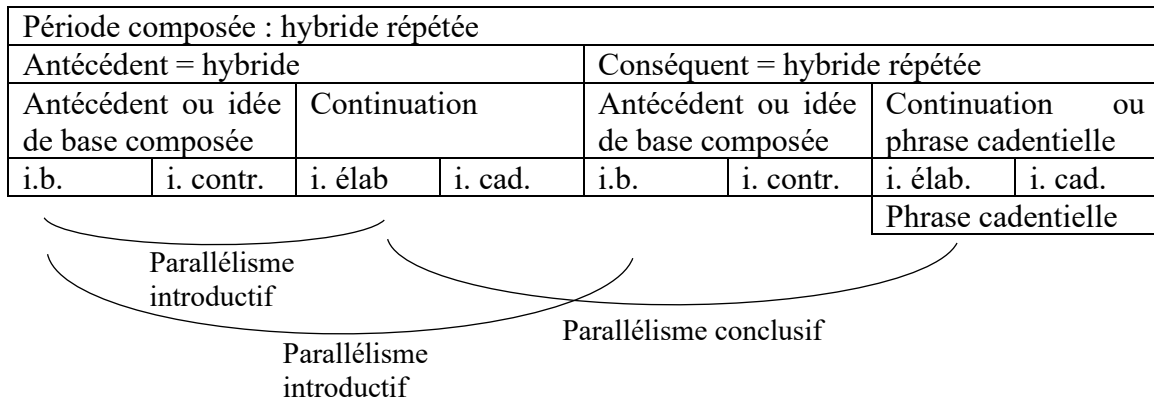 Période composée : hybride répétée
Antécédent = hybride
Conséquent = hybride répétée
Antécédent ou idée
de base composée
Continuation
Antécédent ou idée
de base composée
Continuation ou
phrase cadentielle
i.b.
i. contr.
i. élab
i. cad.
i.b.
i. contr.
i. élab.
i. cad.
Phrase cadentielle
Parallélisme
introductif
Parallélisme conclusif
Parallélisme
introductif